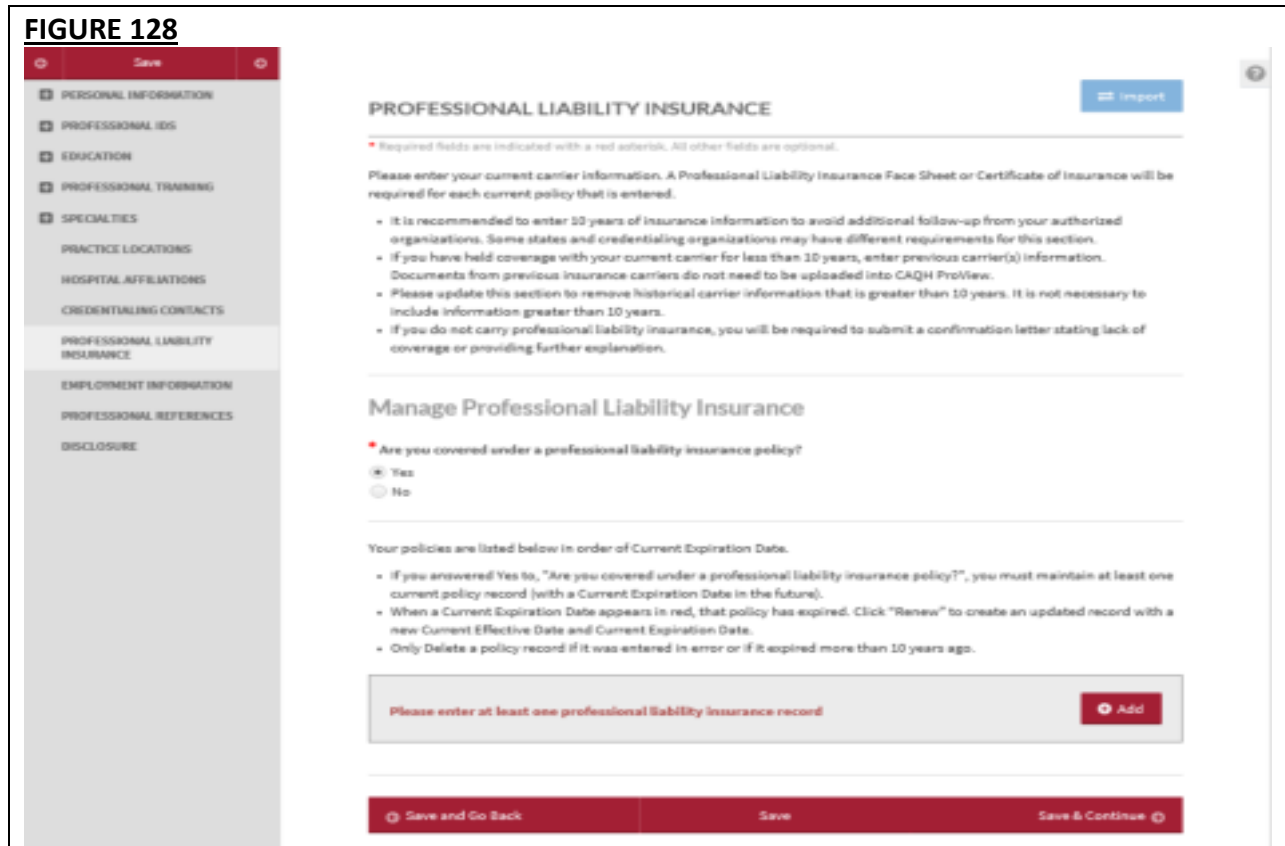 FIGURE 128
Save
PERSONAL INFORMATION
PROFESSIONAL IDS
EDUCATION
PROFESSIONAL TRAINING
SPECIALTIES
PRACTICE LOCATIONS
HOSPITAL AFFILIATIONS
CREDENTIALING CONTACTS
PROFESSIONAL LIABILITY
INSURANCE
EMPLOYMENT INFORMATION
PROFESSIONAL REFERENCES
DISCLOSURE
PROFESSIONAL LIABILITY INSURANCE
Import
* Required fields are indicated with a red asterisk. All other fields are optional.
Please enter your current carrier information. A Professional Liability Insurance Face Sheet or Certificate of Insurance will be
required for each current policy that is entered.
• It is recommended to enter 10 years of insurance information to avoid additional follow-up from your authorized
organizations. Some states and credentialing organizations may have different requirements for this section.
• If you have held coverage with your current carrier for less than 10 years, enter previous carrier(s) information.
Documents from previous insurance carriers do not need to be uploaded into CAQH ProView.
• Please update this section to remove historical carrier information that is greater than 10 years. It is not necessary to
include information greater than 10 years.
• If you do not carry professional liability insurance, you will be required to submit a confirmation letter stating lack of
coverage or providing further explanation.
Manage Professional Liability Insurance
* Are you covered under a professional liability insurance policy?
Yes
No
Your policies are listed below in order of Current Expiration Date.
• If you answered Yes to, "Are you covered under a professional liability insurance policy?", you must maintain at least one
current policy record (with a Current Expiration Date in the future).
• When a Current Expiration Date appears in red, that policy has expired. Click "Renew" to create an updated record with a
new Current Effective Date and Current Expiration Date.
• Only Delete a policy record if it was entered in error or if it expired more than 10 years ago.
Please enter at least one professional liability insurance record
Add
Save and Go Back
Save
Save & Continue